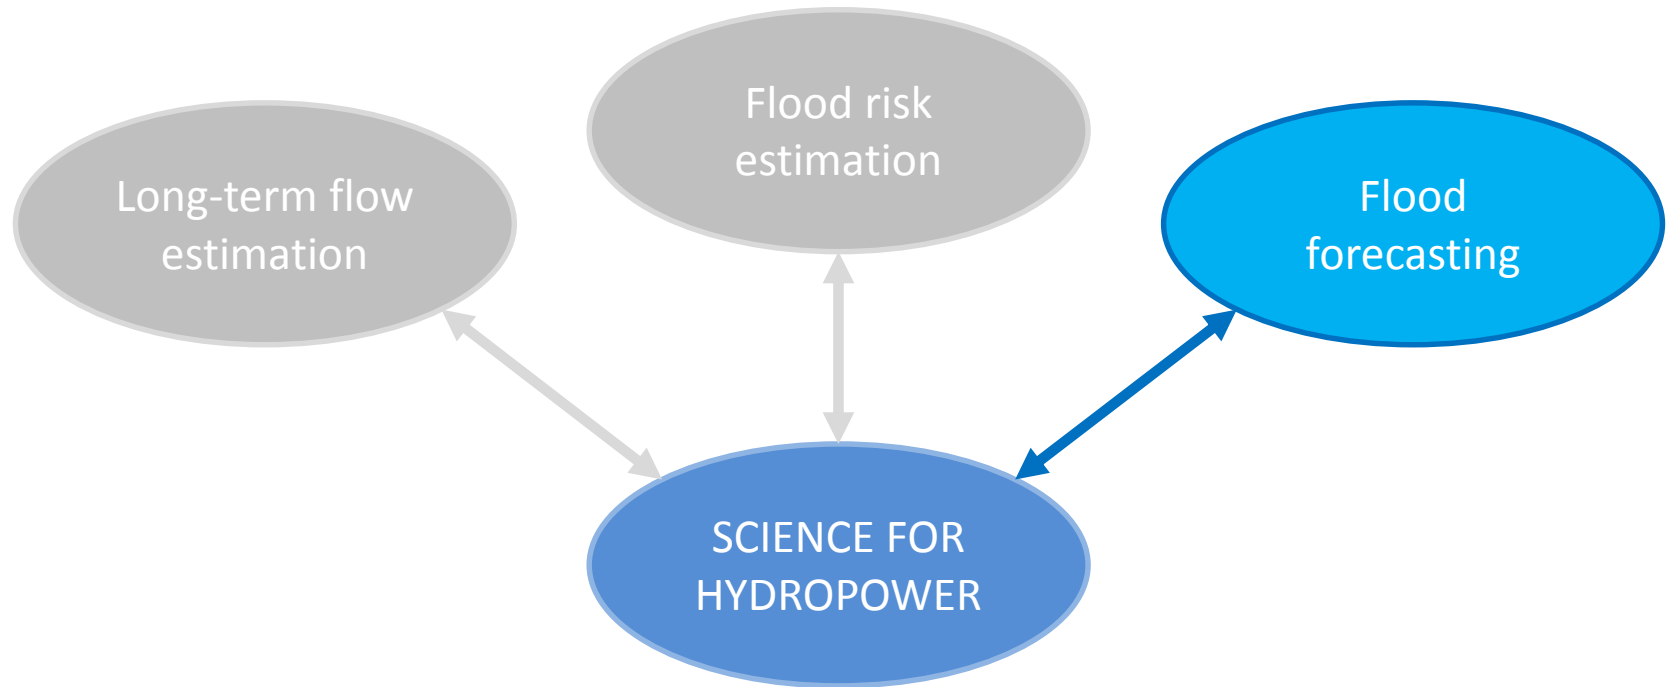 Long-term flow
estimation
Flood risk
estimation
Flood
forecasting
SCIENCE FOR
HYDROPOWER